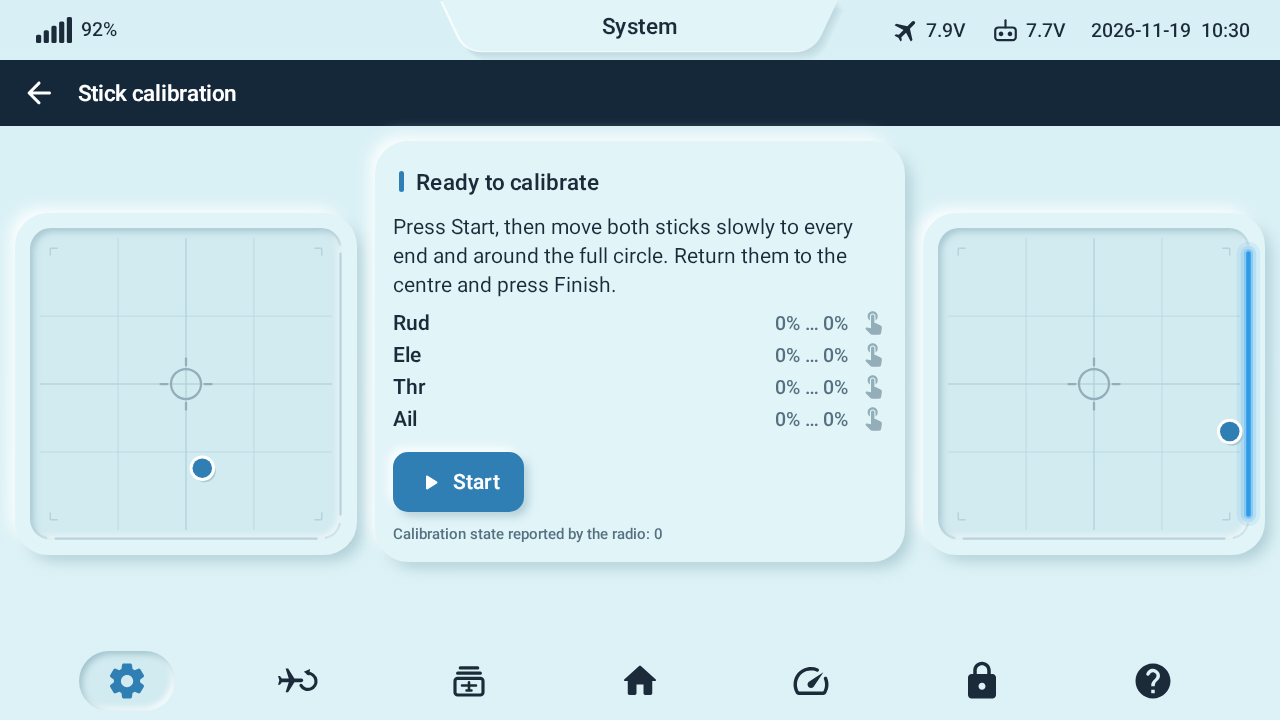 92%
System
7.9V
7.7V
2026-11-19 10:30
Stick calibration
Ready to calibrate
Press Start, then move both sticks slowly to every
end and around the full circle. Return them to the
centre and press Finish.
Rud 0% ... 0%
Ele 0% ... 0%
Thr 0% ... 0%
Ail 0% ... 0%
Start
Calibration state reported by the radio: 0